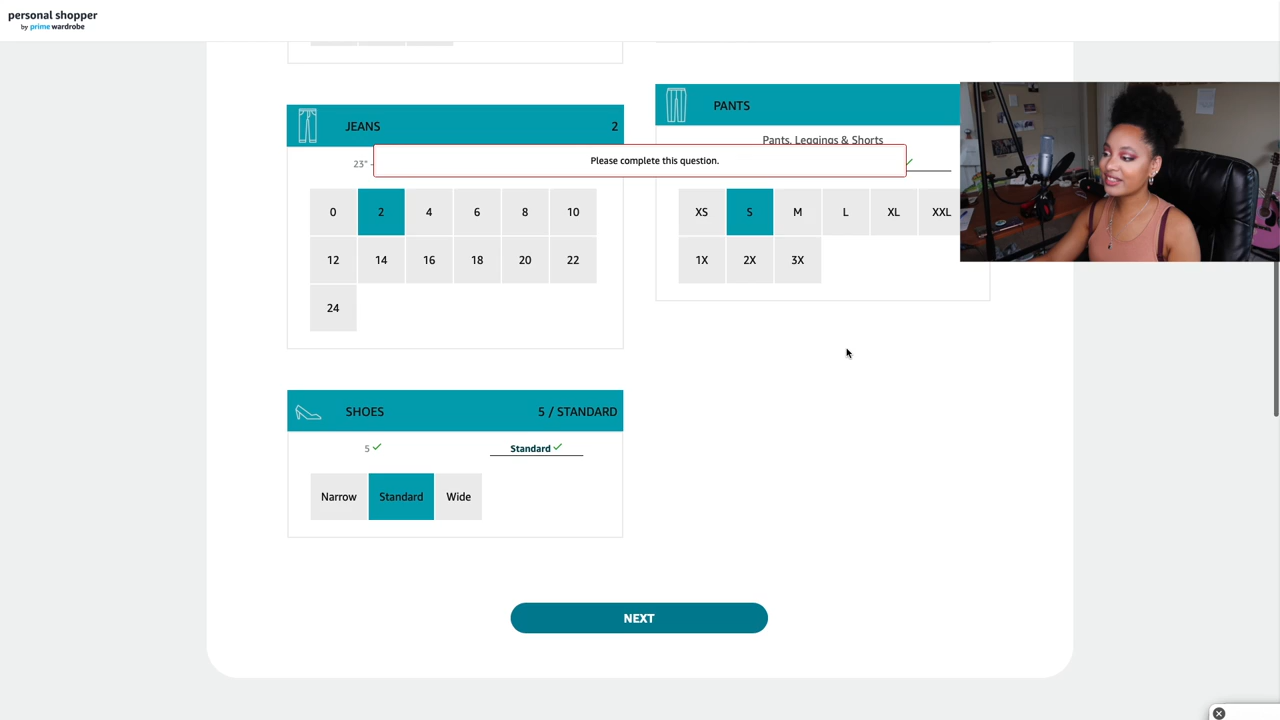 personal shopper
by prime wardrobe
JEANS 2
23" -
Please complete this question.
0 2 4 6 8 10
12 14 16 18 20 22
24
PANTS
Pants, Leggings & Shorts
XS S M L XL XXL
1X 2X 3X
SHOES 5 / STANDARD
5 Standard
Narrow Standard Wide
NEXT